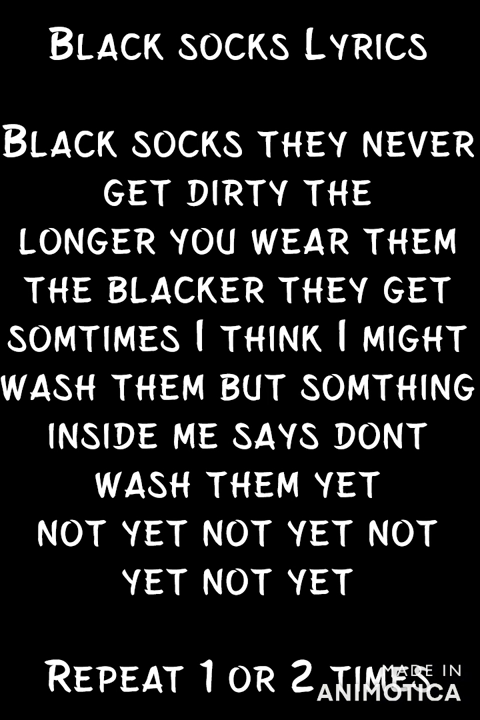 Black socks Lyrics
Black socks they never
get dirty the
longer you wear them
the blacker they get
somtimes I think I might
wash them but somthing
inside me says dont
wash them yet
not yet not yet not
yet not yet
Repeat 1 or 2 times
MADE IN
ANIMOTICA